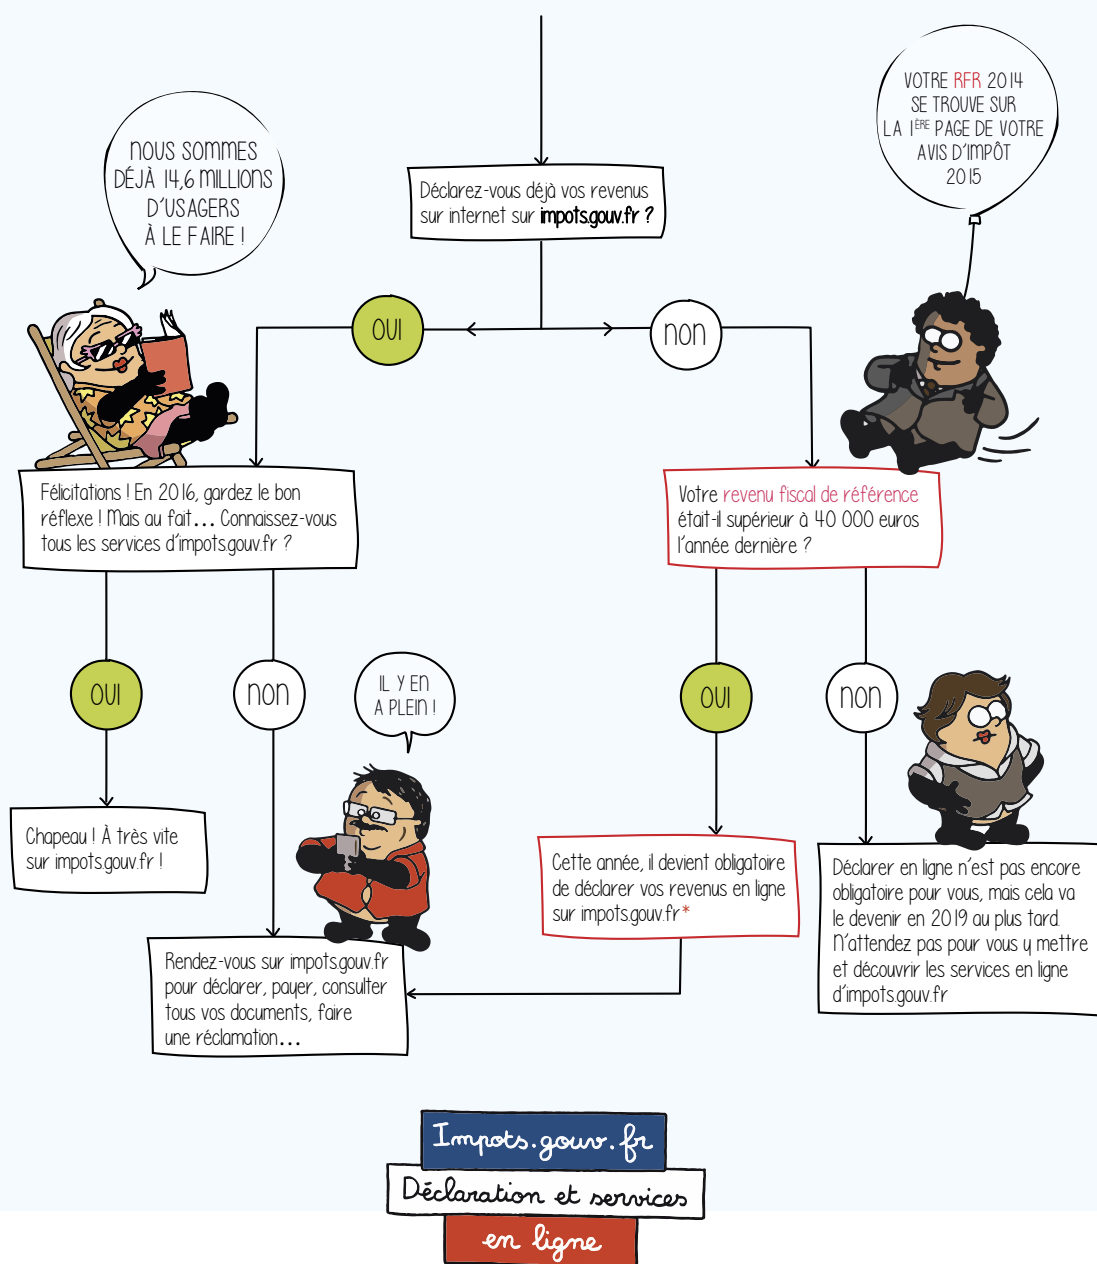 VOTRE RFR 2014
SE TROUVE SUR
LA 1ÈRE PAGE DE VOTRE
AVIS D'IMPÔT
2015
NOUS SOMMES
DÉJÀ 14,6 MILLIONS
D'USAGERS
À LE FAIRE !
Déclarez-vous déjà vos revenus
sur internet sur impots.gouv.fr ?
OUI
NON
Félicitations ! En 2016, gardez le bon
réflexe ! Mais au fait... Connaissez-vous
tous les services d'impots.gouv.fr ?
Votre revenu fiscal de référence
était-il supérieur à 40 000 euros
l'année dernière ?
OUI
NON
IL Y EN
A PLEIN !
OUI
NON
Chapeau ! À très vite
sur impots.gouv.fr !
Cette année, il devient obligatoire
de déclarer vos revenus en ligne
sur impots.gouv.fr*
Déclarer en ligne n'est pas encore
obligatoire pour vous, mais cela va
le devenir en 2019 au plus tard.
N'attendez pas pour vous y mettre
et découvrir les services en ligne
d'impots.gouv.fr
Rendez-vous sur impots.gouv.fr
pour déclarer, payer, consulter
tous vos documents, faire
une réclamation...
Impots.gouv.fr
Déclaration et services
en ligne